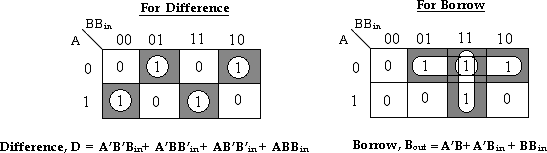 For Difference
BBin
A 00 01 11 10
0 0 1 0 1
1 1 0 1 0
Difference, D = A'B'Bin+ A'BB'in+ AB'B'in+ ABBin
For Borrow
BBin
A 00 01 11 10
0 0 1 1 1
1 0 0 1 0
Borrow, Bout = A'B+ A'Bin + BBin